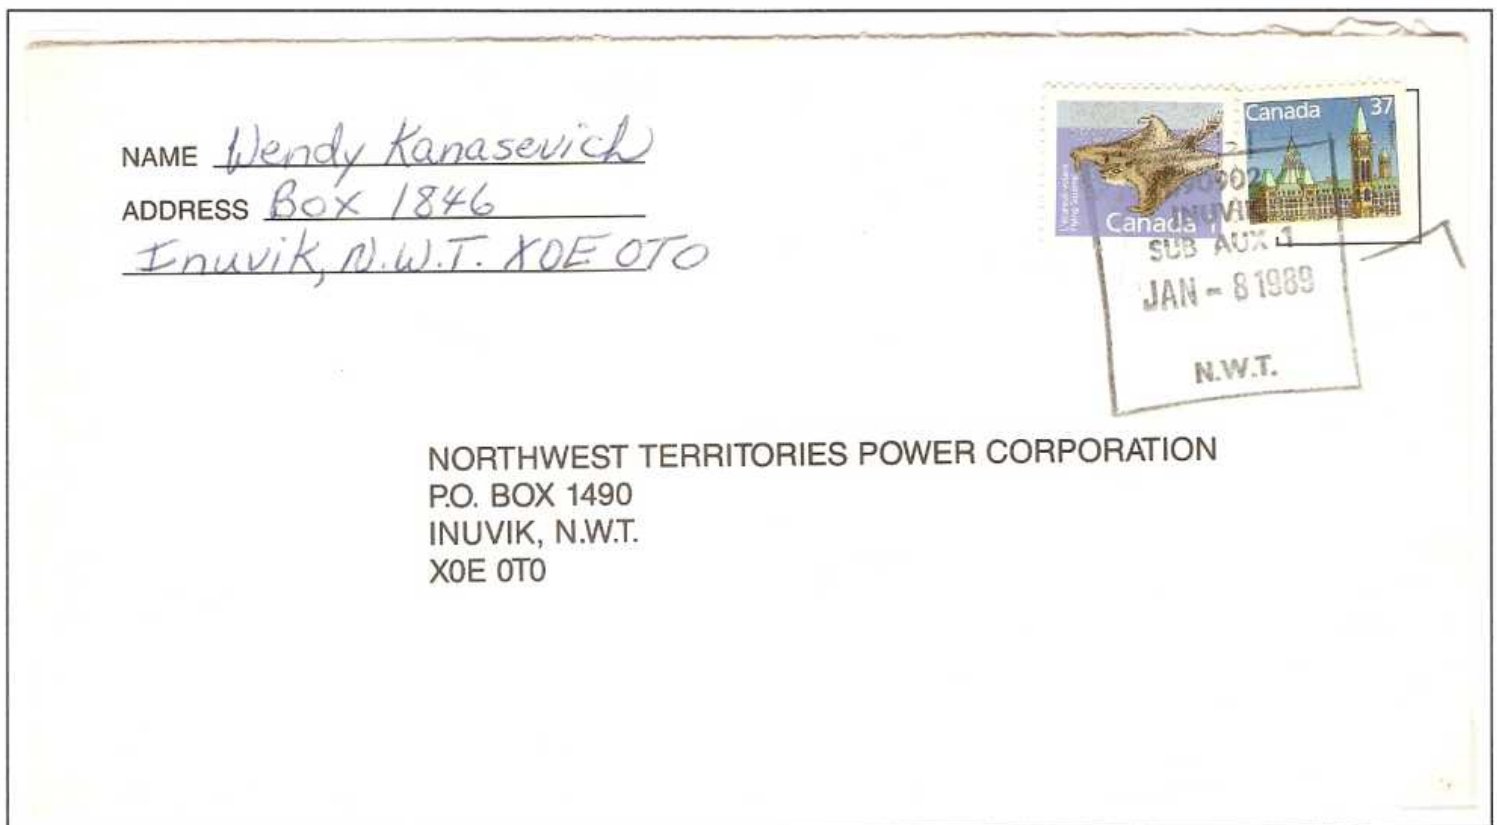 NAME Wendy Kanasevich
ADDRESS Box 1846
Inuvik, N.W.T. X0E 0T0
Canada 1
Canada 37
INUVIK
SUB AUX 1
JAN - 8 1989
N.W.T.
NORTHWEST TERRITORIES POWER CORPORATION
P.O. BOX 1490
INUVIK, N.W.T.
X0E 0T0